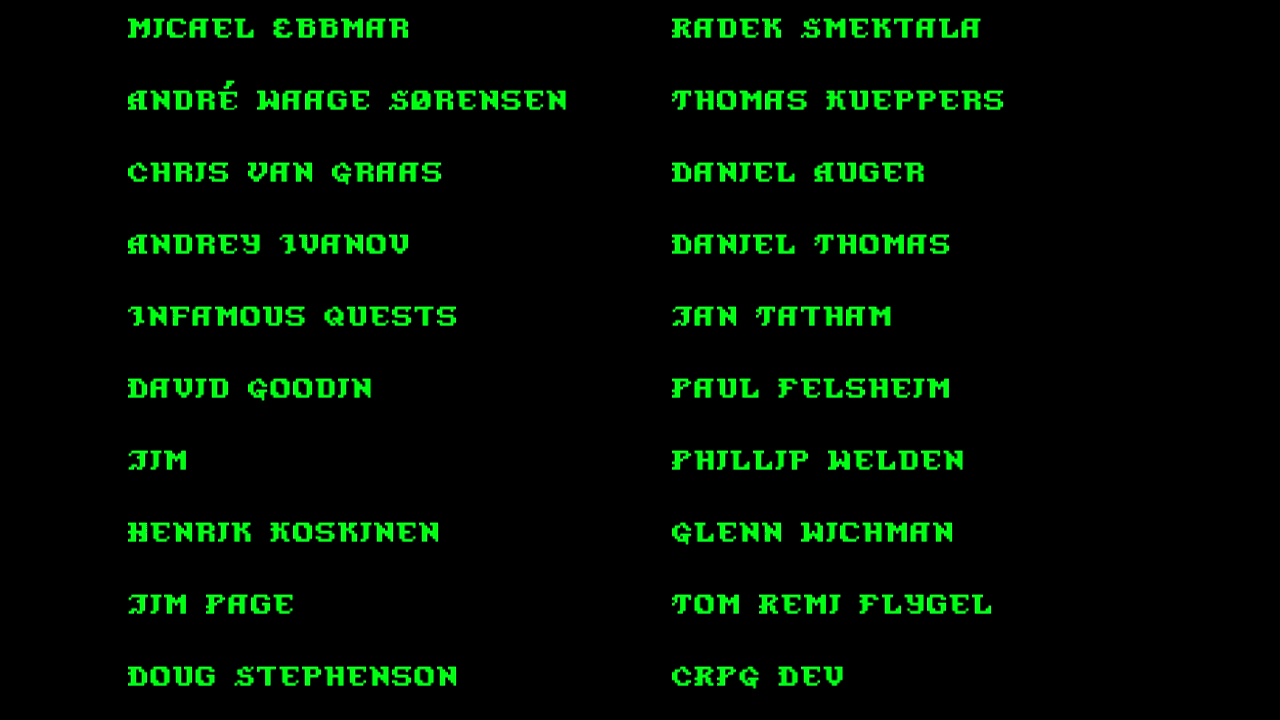 MICAEL EBBMAR
ANDRÉ WAAGE SØRENSEN
CHRIS VAN GRAAS
ANDREY IVANOV
INFAMOUS QUESTS
DAVID GOODIN
JIM
HENRIK KOSKINEN
JIM PAGE
DOUG STEPHENSON
RADEK SMEKTALA
THOMAS KUEPPERS
DANIEL AUGER
DANIEL THOMAS
JAN TATHAM
PAUL FELSHEIM
PHILLIP WELDEN
GLENN WICHMAN
TOM REMI FLYGEL
CRPG DEV